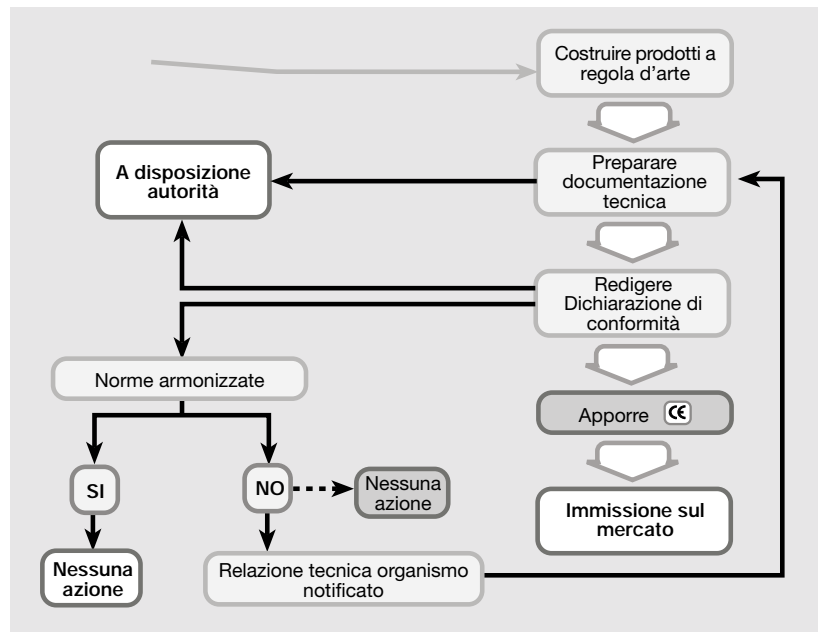 Costruire prodotti a
regola d'arte
A disposizione
autorità
Preparare
documentazione
tecnica
Redigere
Dichiarazione di
conformità
Norme armonizzate
Apporre CE
SI
NO
Nessuna
azione
Immissione sul
mercato
Nessuna
azione
Relazione tecnica organismo
notificato